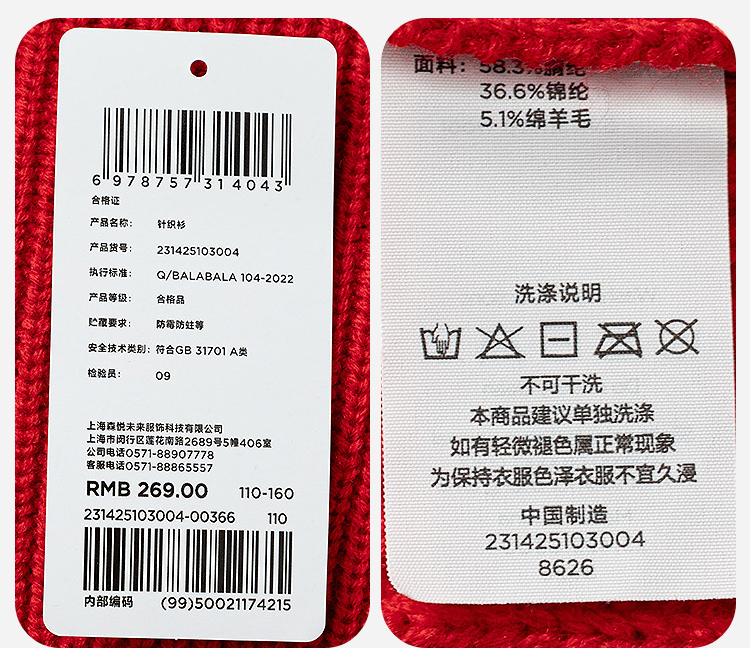 6 978757 314043
合格证
产品名称： 针织衫
产品货号： 231425103004
执行标准： Q/BALABALA 104-2022
产品等级： 合格品
贮藏要求： 防霉防蛀等
安全技术类别：符合GB 31701 A类
检验员： 09
上海森悦未来服饰科技有限公司
上海市闵行区莲花南路2689号5幢406室
公司电话0571-88907778
客服电话0571-88865557
RMB 269.00 110-160
231425103004-00366 110
内部编码 (99)50021174215
面料：58.3%腈纶
36.6%锦纶
5.1%绵羊毛
洗涤说明
不可干洗
本商品建议单独洗涤
如有轻微褪色属正常现象
为保持衣服色泽衣服不宜久浸
中国制造
231425103004
8626